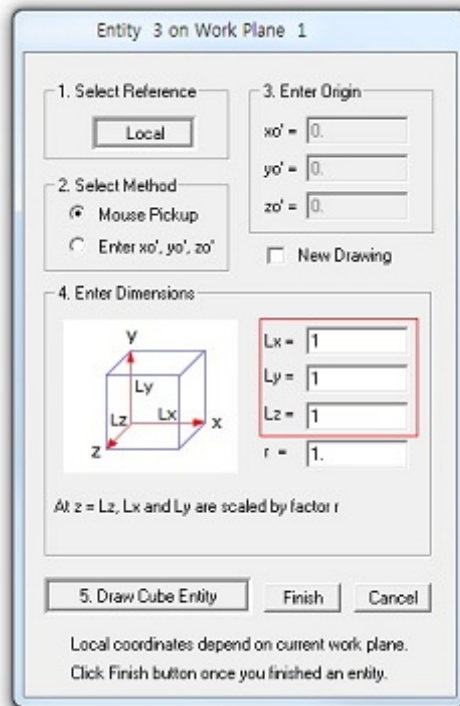 Entity 3 on Work Plane 1
1. Select Reference
Local
2. Select Method
Mouse Pickup
Enter xo', yo', zo'
3. Enter Origin
xo' = 0.
yo' = 0.
zo' = 0.
New Drawing
4. Enter Dimensions
y
Ly
Lz Lx x
z
Lx = 1
Ly = 1
Lz = 1
r = 1.
At z = Lz, Lx and Ly are scaled by factor r
5. Draw Cube Entity Finish Cancel
Local coordinates depend on current work plane.
Click Finish button once you finished an entity.